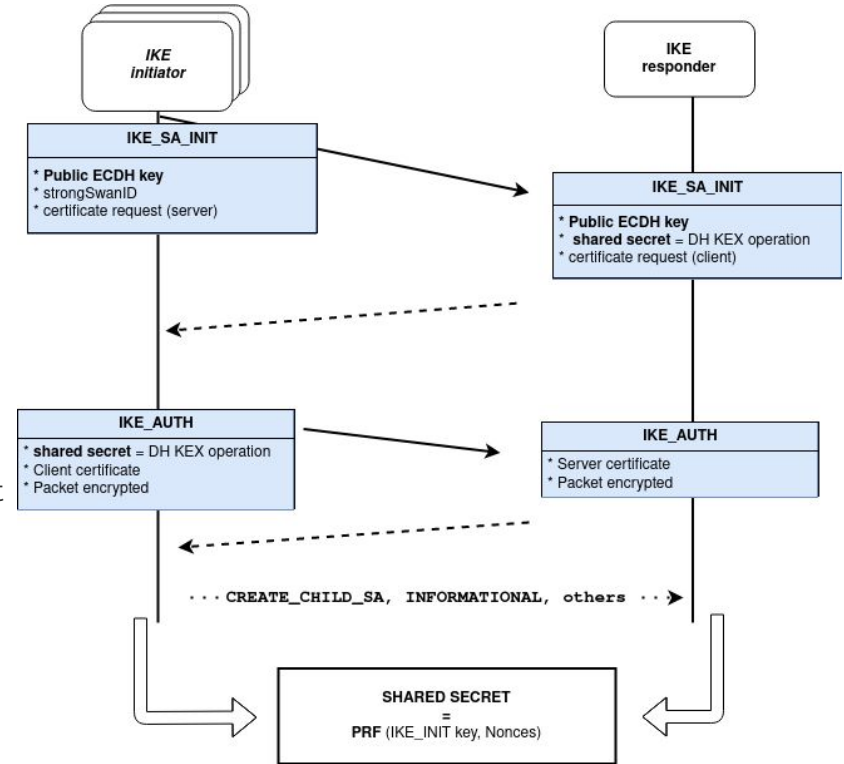 IKE
initiator
IKE
responder
IKE_SA_INIT
* Public ECDH key
* strongSwanID
* certificate request (server)
IKE_SA_INIT
* Public ECDH key
* shared secret = DH KEX operation
* certificate request (client)
IKE_AUTH
* shared secret = DH KEX operation
* Client certificate
* Packet encrypted
IKE_AUTH
* Server certificate
* Packet encrypted
t
··· CREATE_CHILD_SA, INFORMATIONAL, others ···
SHARED SECRET
=
PRF (IKE_INIT key, Nonces)